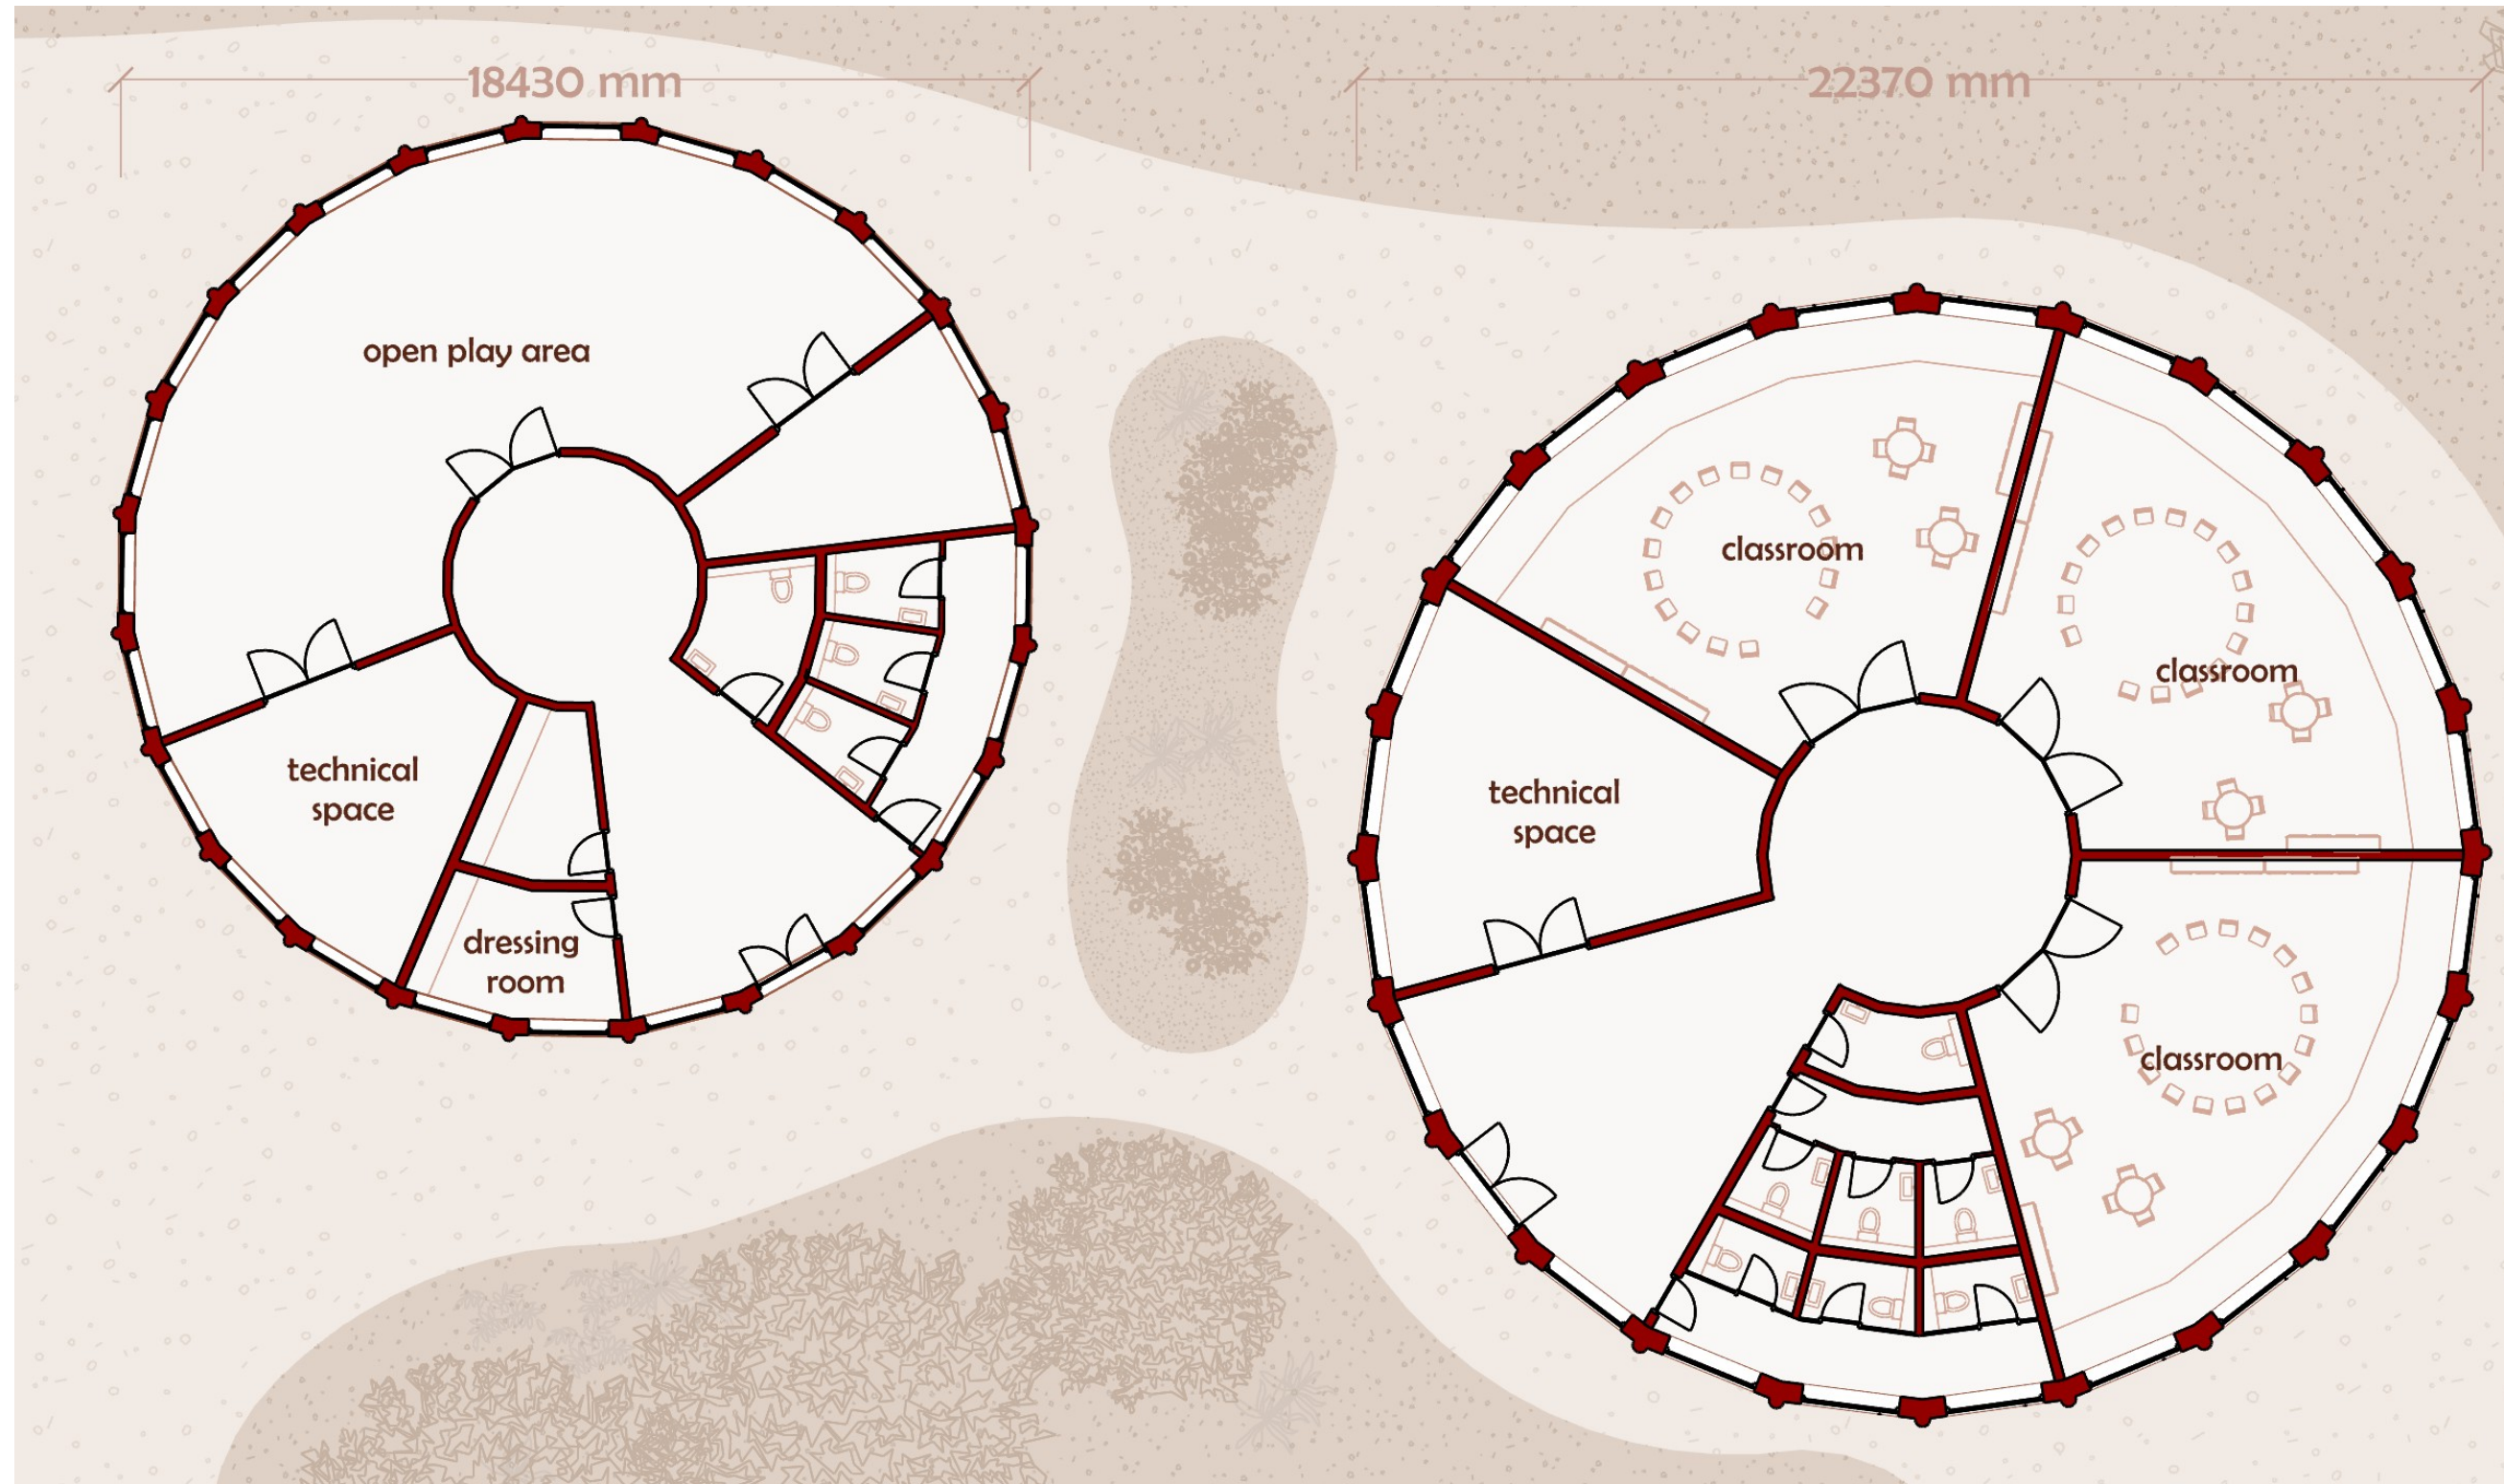 18430 mm
22370 mm
open play area
technical
space
dressing
room
classroom
classroom
technical
space
classroom